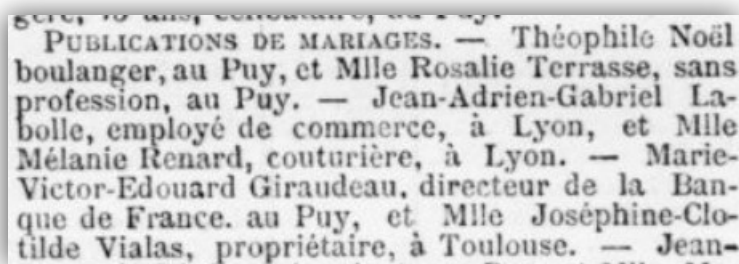 PUBLICATIONS DE MARIAGES. — Théophile Noël
boulanger, au Puy, et Mlle Rosalie Terrasse, sans
profession, au Puy. — Jean-Adrien-Gabriel La-
bolle, employé de commerce, à Lyon, et Mlle
Mélanie Renard, couturière, à Lyon. — Marie-
Victor-Edouard Giraudeau, directeur de la Ban-
que de France. au Puy, et Mlle Joséphine-Clo-
tilde Vialas, propriétaire, à Toulouse. — Jean-